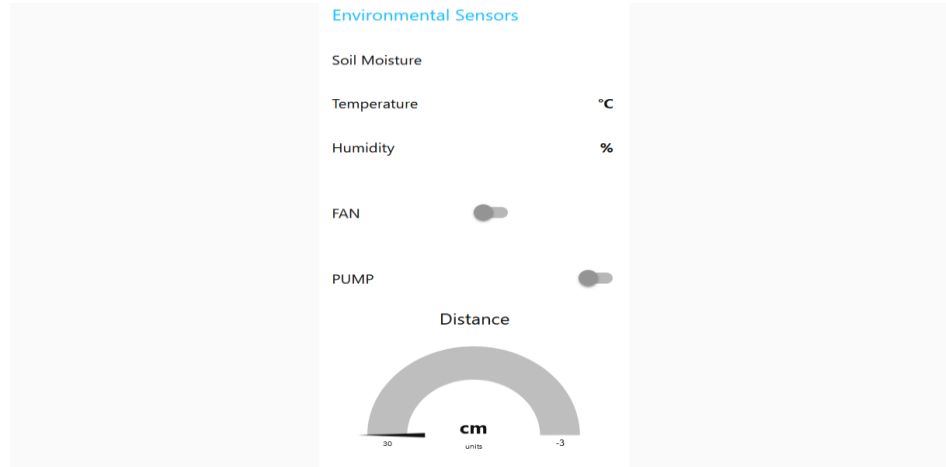 Environmental Sensors
Soil Moisture
Temperature °C
Humidity %
FAN
PUMP
Distance
cm
30 units -3